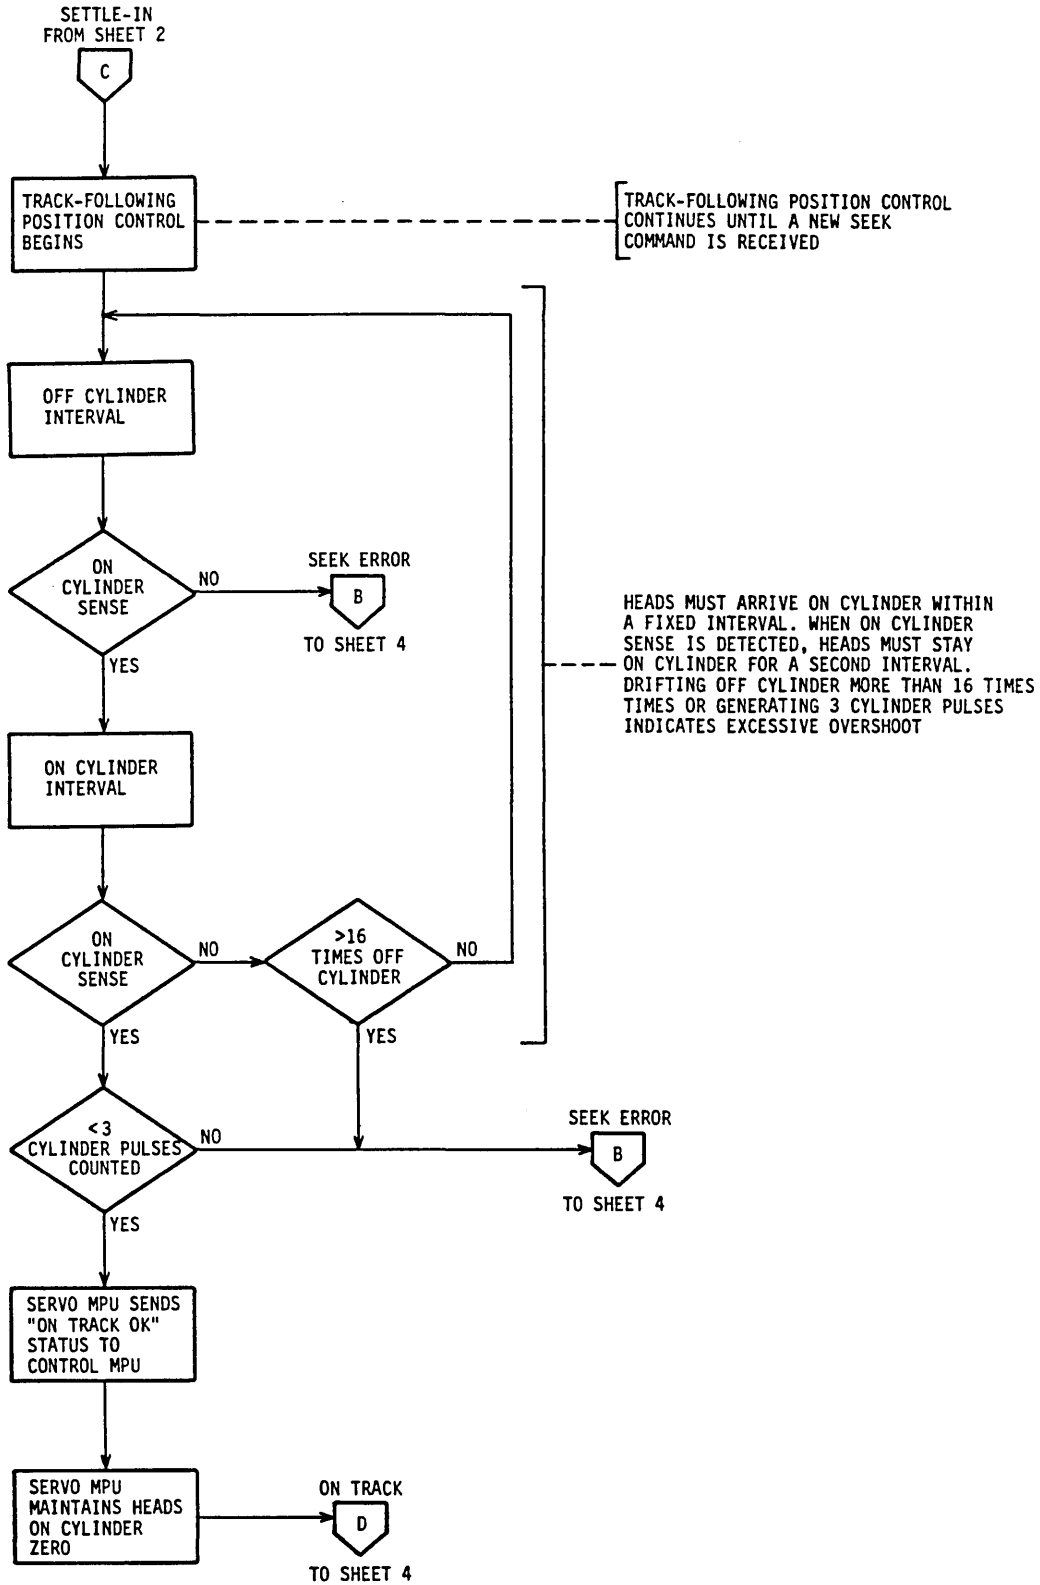 SETTLE-IN
FROM SHEET 2
C
TRACK-FOLLOWING
POSITION CONTROL
BEGINS
TRACK-FOLLOWING POSITION CONTROL
CONTINUES UNTIL A NEW SEEK
COMMAND IS RECEIVED
OFF CYLINDER
INTERVAL
ON
CYLINDER
SENSE
NO
YES
SEEK ERROR
B
TO SHEET 4
HEADS MUST ARRIVE ON CYLINDER WITHIN
A FIXED INTERVAL. WHEN ON CYLINDER
SENSE IS DETECTED, HEADS MUST STAY
ON CYLINDER FOR A SECOND INTERVAL.
DRIFTING OFF CYLINDER MORE THAN 16 TIMES
TIMES OR GENERATING 3 CYLINDER PULSES
INDICATES EXCESSIVE OVERSHOOT
ON CYLINDER
INTERVAL
ON
CYLINDER
SENSE
NO
YES
>16
TIMES OFF
CYLINDER
NO
YES
<3
CYLINDER PULSES
COUNTED
NO
YES
SEEK ERROR
B
TO SHEET 4
SERVO MPU SENDS
"ON TRACK OK"
STATUS TO
CONTROL MPU
SERVO MPU
MAINTAINS HEADS
ON CYLINDER
ZERO
ON TRACK
D
TO SHEET 4